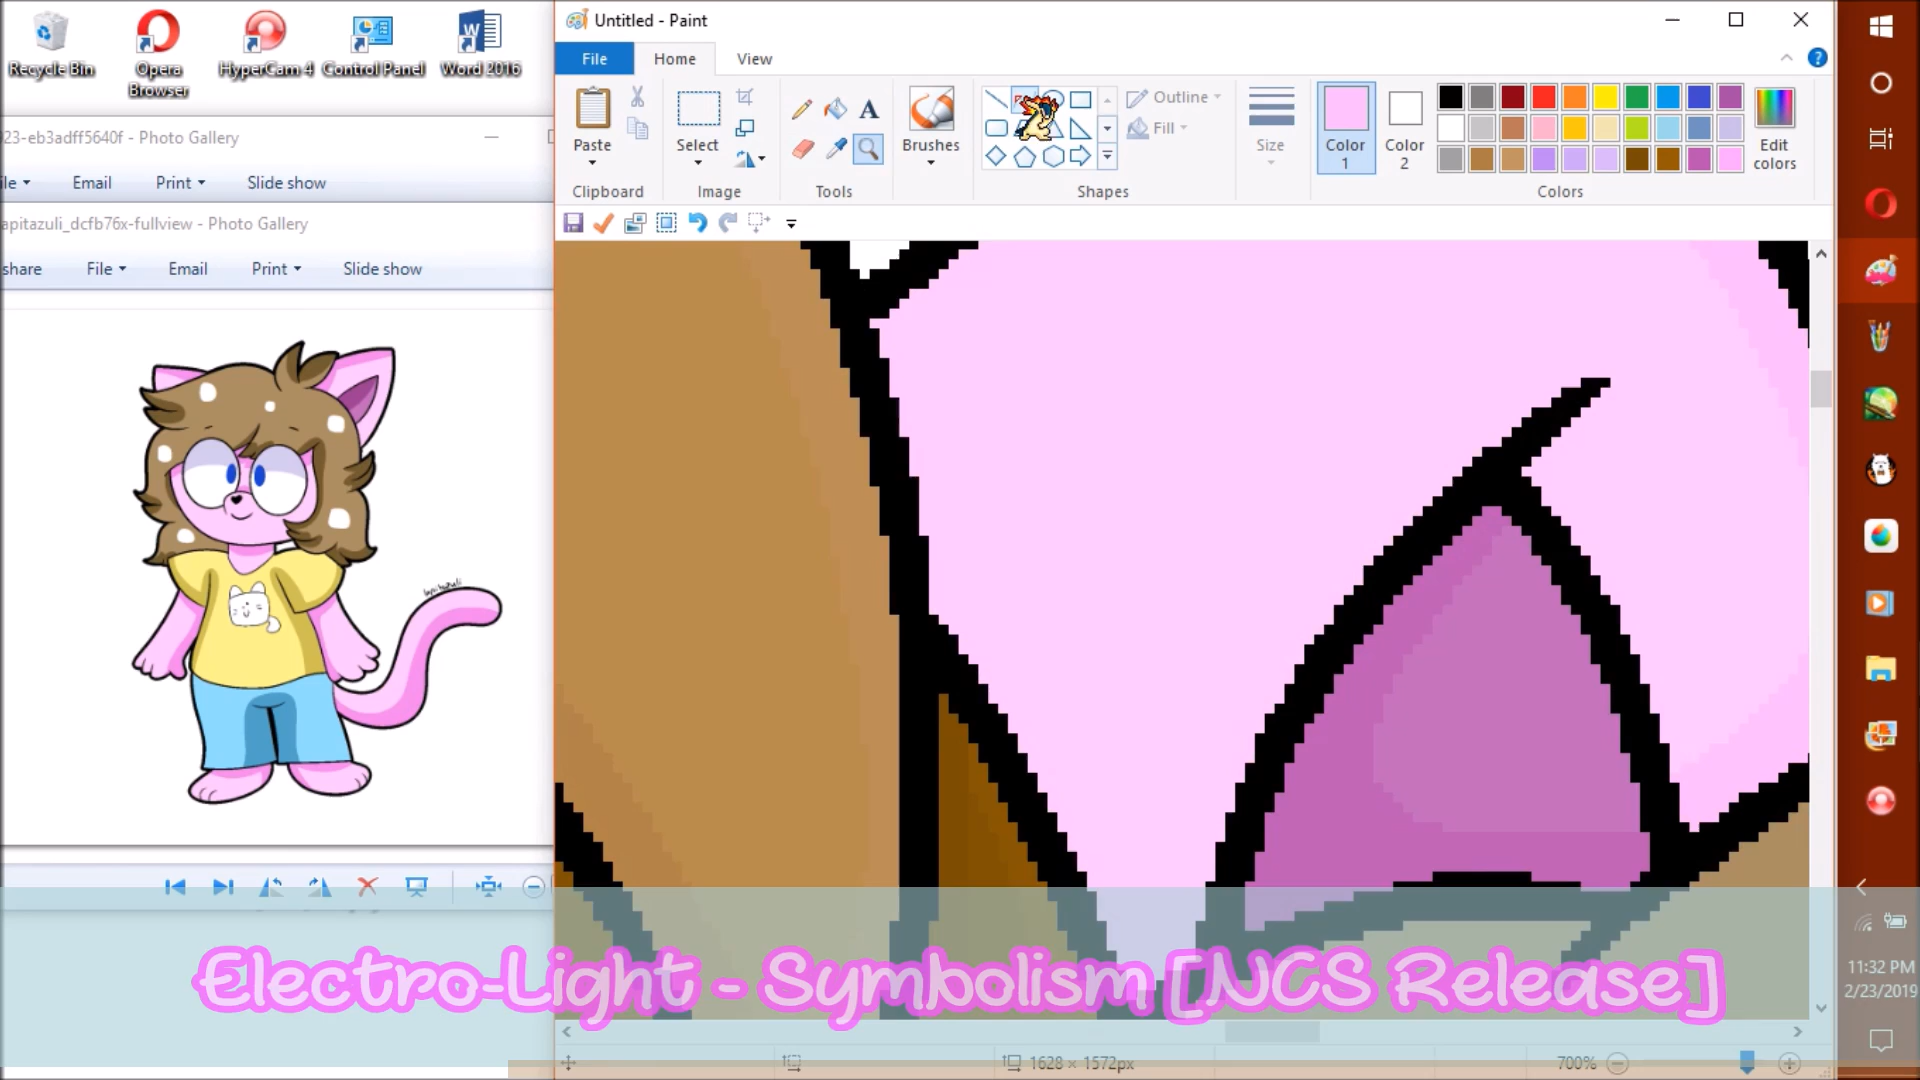 Recycle Bin
Opera Browser
HyperCam 4
Control Panel
Word 2016
923-eb3adff5640f - Photo Gallery
Email
Print
Slide show
apitazuli_dcfb76x-fullview - Photo Gallery
share
File
Email
Print
Slide show
Untitled - Paint
File
Home
View
Paste
Select
Brushes
Outline
Fill
Size
Color 1
Color 2
Edit colors
Clipboard
Image
Tools
Shapes
Colors
Electro-Light - Symbolism [NCS Release]
1628 × 1572px
700%
11:32 PM
2/23/2019